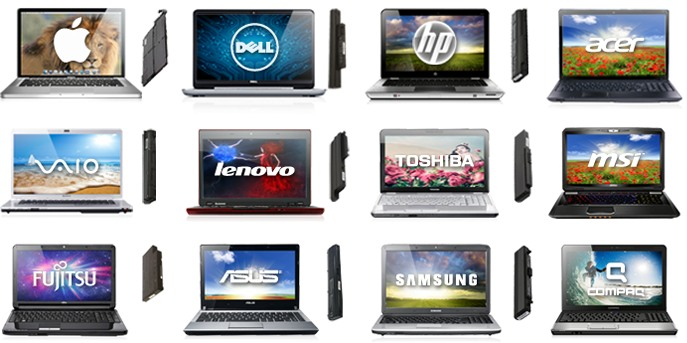 DELL
hp
acer
VAIO
lenovo
TOSHIBA
msi
FUJITSU
ASUS
SAMSUNG
COMPAQ